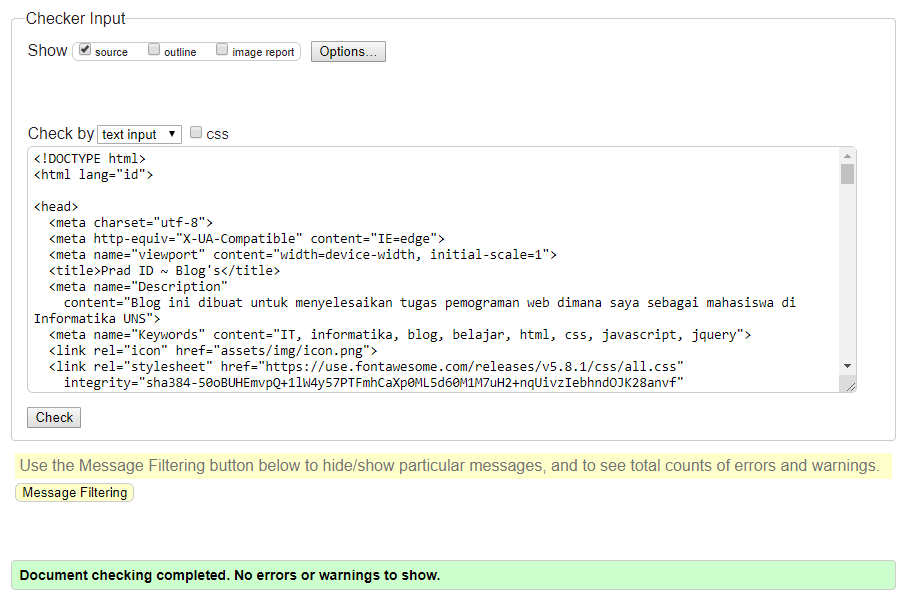 Checker Input
Show source outline image report Options...
Check by text input css
<!DOCTYPE html>
<html lang="id">
<head>
<meta charset="utf-8">
<meta http-equiv="X-UA-Compatible" content="IE=edge">
<meta name="viewport" content="width=device-width, initial-scale=1">
<title>Prad ID ~ Blog's</title>
<meta name="Description"
content="Blog ini dibuat untuk menyelesaikan tugas pemograman web dimana saya sebagai mahasiswa di
Informatika UNS">
<meta name="Keywords" content="IT, informatika, blog, belajar, html, css, javascript, jquery">
<link rel="icon" href="assets/img/icon.png">
<link rel="stylesheet" href="https://use.fontawesome.com/releases/v5.8.1/css/all.css"
integrity="sha384-50oBUHEmvpQ+1lW4y57PTFmhCaXp0ML5d60M1M7uH2+nqUivzIebhndOJK28anvf"
Check
Use the Message Filtering button below to hide/show particular messages, and to see total counts of errors and warnings.
Message Filtering
Document checking completed. No errors or warnings to show.